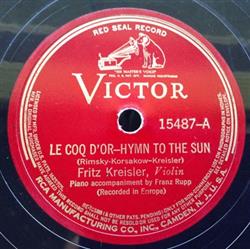 RED SEAL RECORD
"HIS MASTER'S VOICE"
VICTOR
15487-A
LE COQ D'OR—HYMN TO THE SUN
(Rimsky-Korsakow-Kreisler)
Fritz Kreisler, Violin
Piano accompaniment by Franz Rupp
(Recorded in Europe)
RCA MANUFACTURING CO., INC., CAMDEN, N. J., U. S. A.